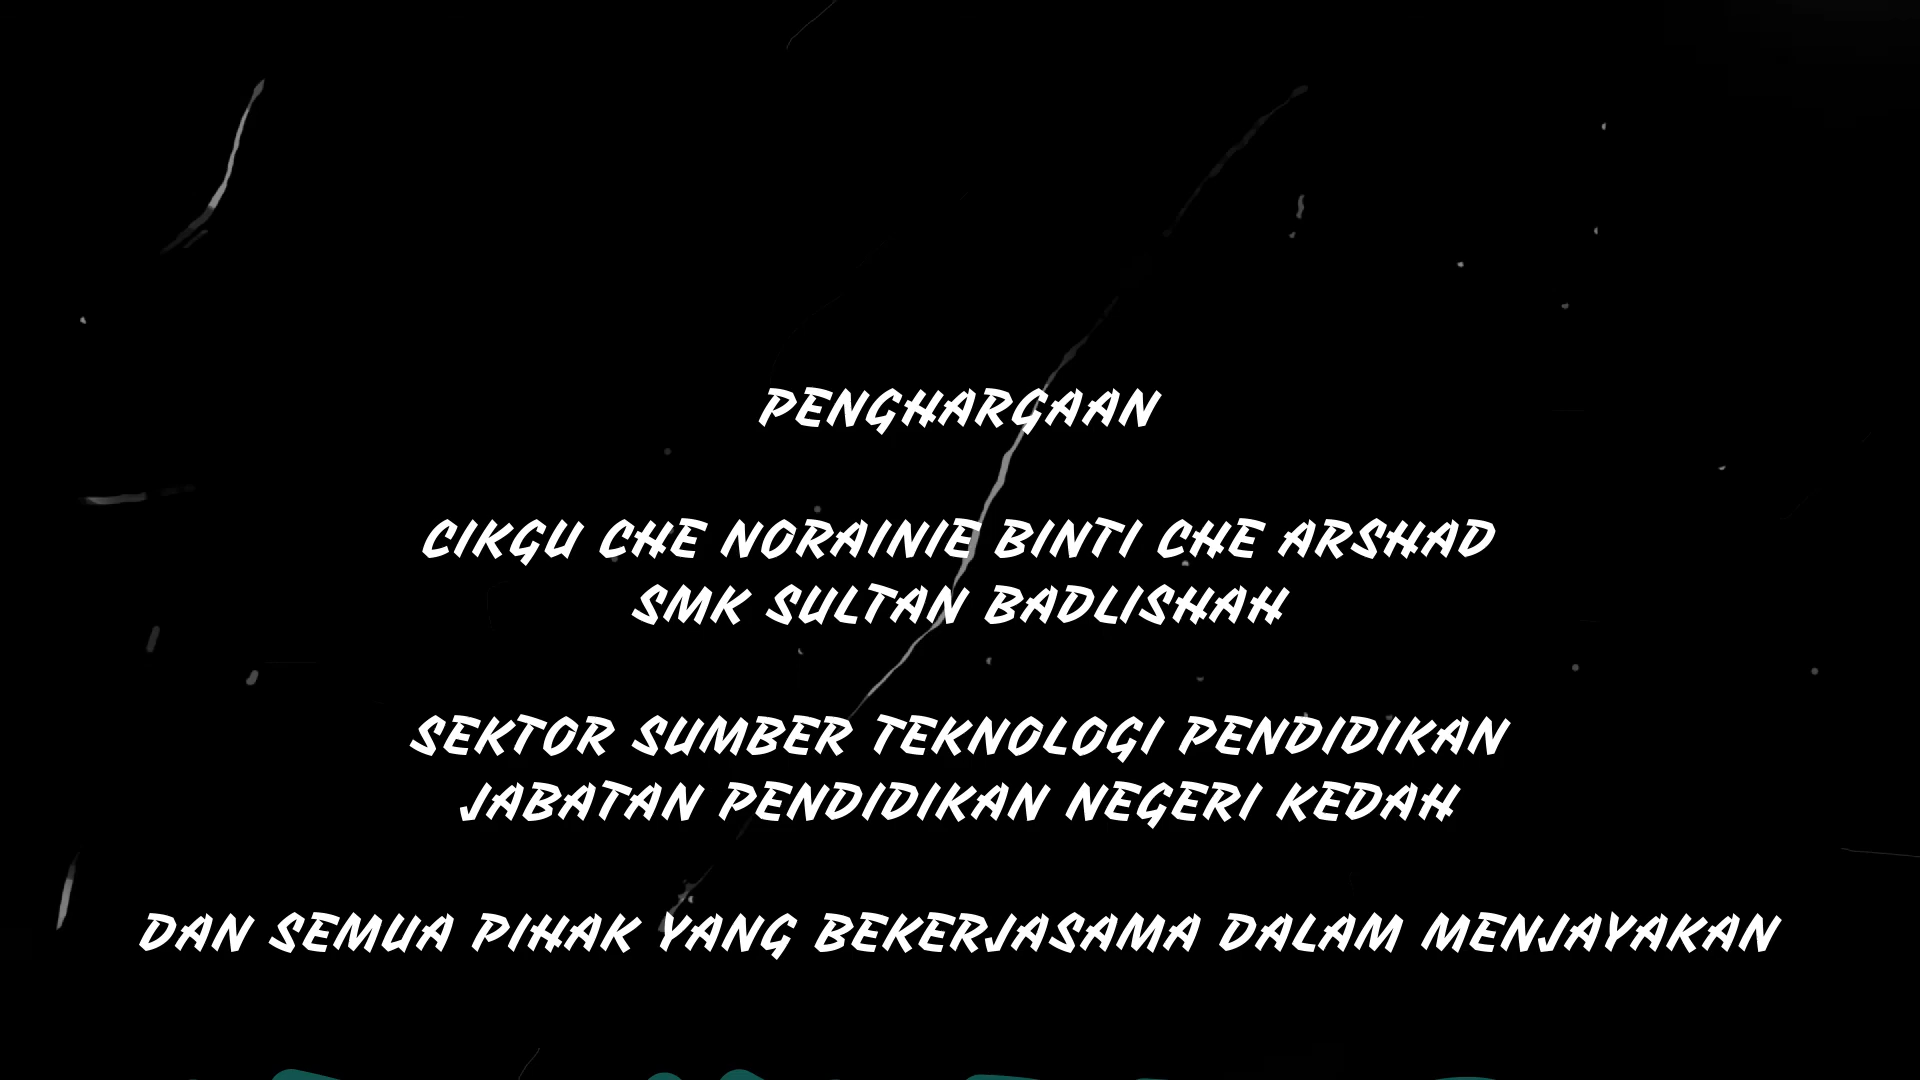 PENGHARGAAN
CIKGU CHE NORAINIE BINTI CHE ARSHAD
SMK SULTAN BADLISHAH
SEKTOR SUMBER TEKNOLOGI PENDIDIKAN
JABATAN PENDIDIKAN NEGERI KEDAH
DAN SEMUA PIHAK YANG BEKERJASAMA DALAM MENJAYAKAN